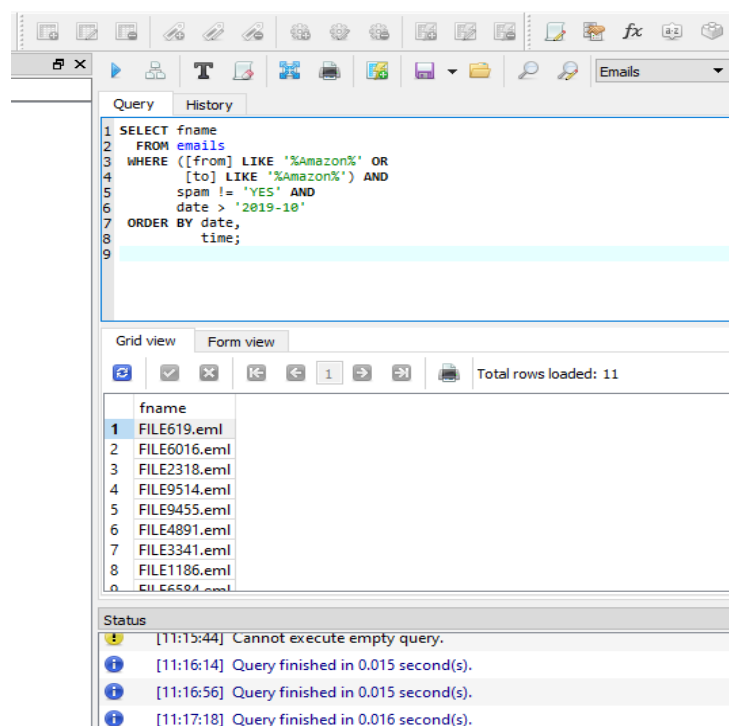 fx
a-z
Emails
Query History
1 SELECT fname
2 FROM emails
3 WHERE ([from] LIKE '%Amazon%' OR
4 [to] LIKE '%Amazon%') AND
5 spam != 'YES' AND
6 date > '2019-10'
7 ORDER BY date,
8 time;
9
Grid view Form view
1 Total rows loaded: 11
fname
1 FILE619.eml
2 FILE6016.eml
3 FILE2318.eml
4 FILE9514.eml
5 FILE9455.eml
6 FILE4891.eml
7 FILE3341.eml
8 FILE1186.eml
9 FILE6584.eml
Status
[11:15:44] Cannot execute empty query.
[11:16:14] Query finished in 0.015 second(s).
[11:16:56] Query finished in 0.015 second(s).
[11:17:18] Query finished in 0.016 second(s).